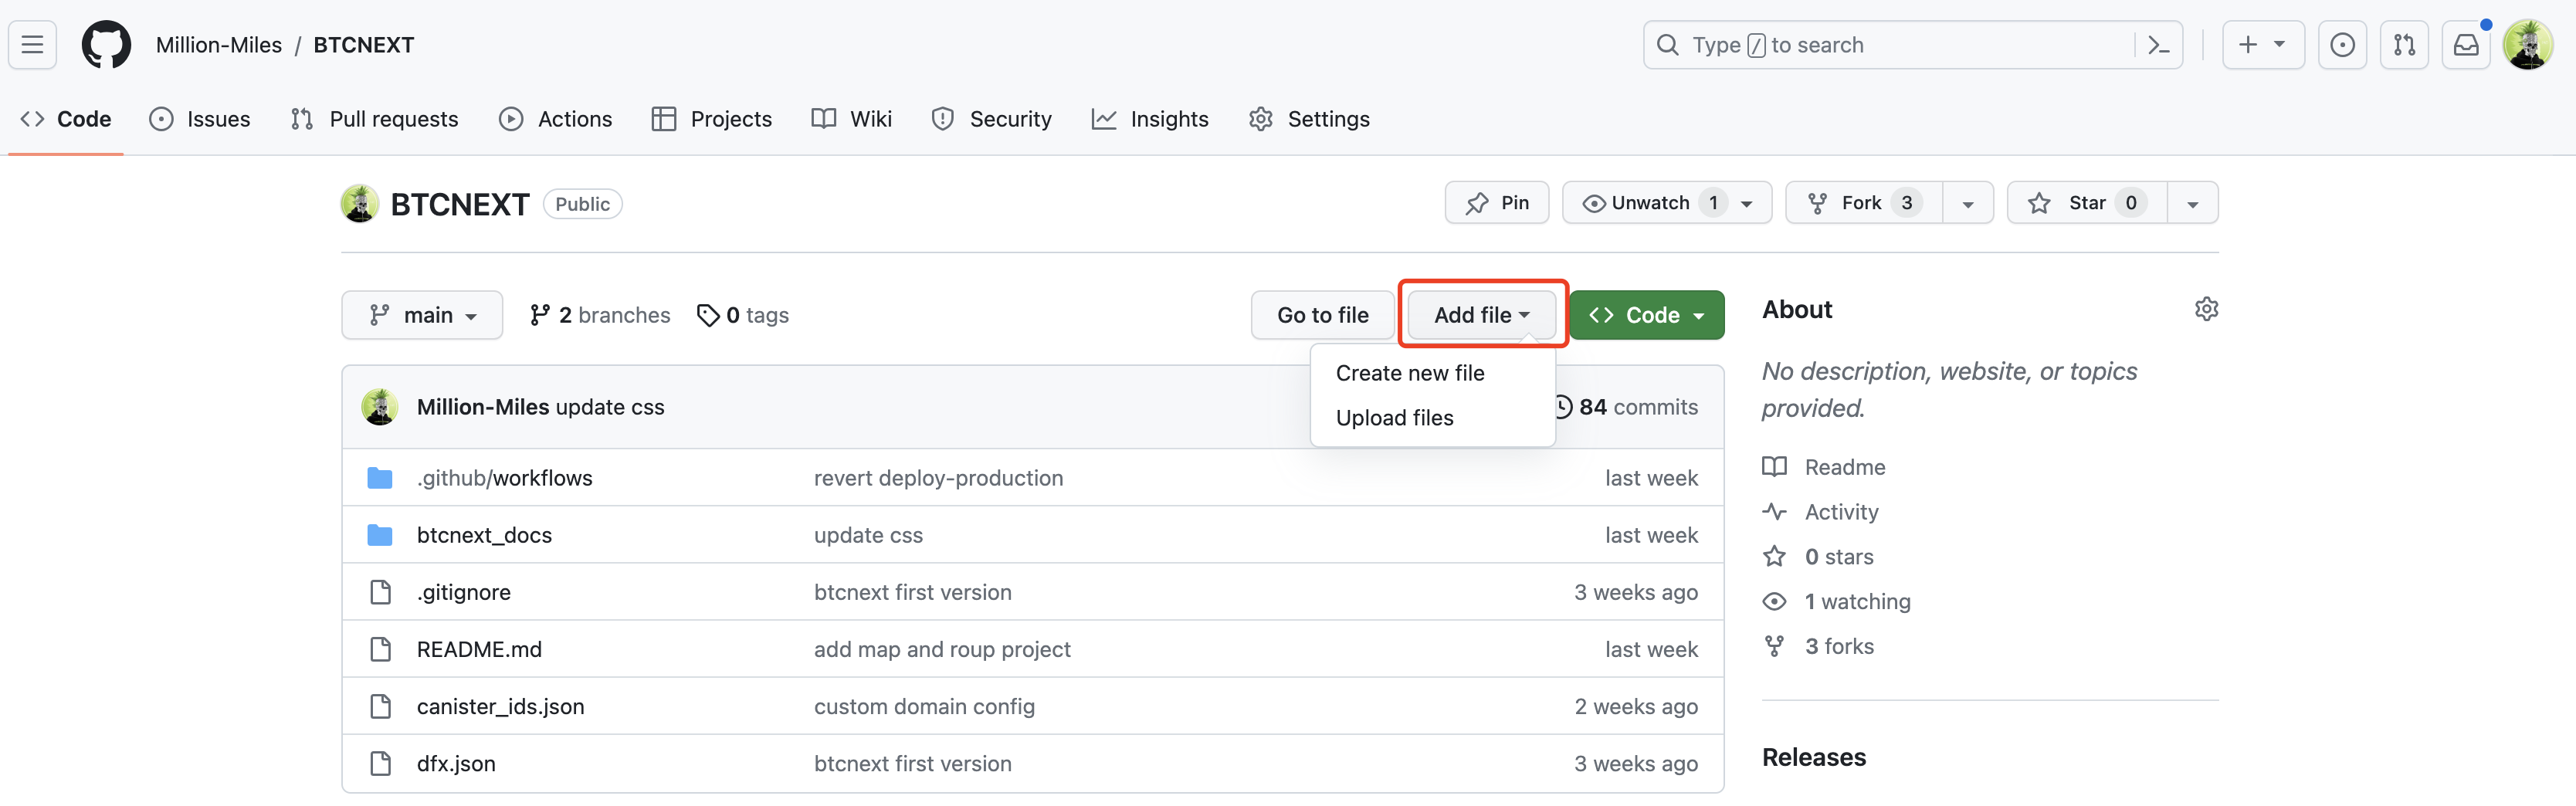 Million-Miles / BTCNEXT
Type / to search
Code Issues Pull requests Actions Projects Wiki Security Insights Settings
BTCNEXT Public
Pin Unwatch 1 Fork 3 Star 0
main 2 branches 0 tags
Go to file Add file Code
Create new file
Upload files
Million-Miles update css 84 commits
.github/workflows revert deploy-production last week
btcnext_docs update css last week
.gitignore btcnext first version 3 weeks ago
README.md add map and roup project last week
canister_ids.json custom domain config 2 weeks ago
dfx.json btcnext first version 3 weeks ago
About
No description, website, or topics
provided.
Readme
Activity
0 stars
1 watching
3 forks
Releases